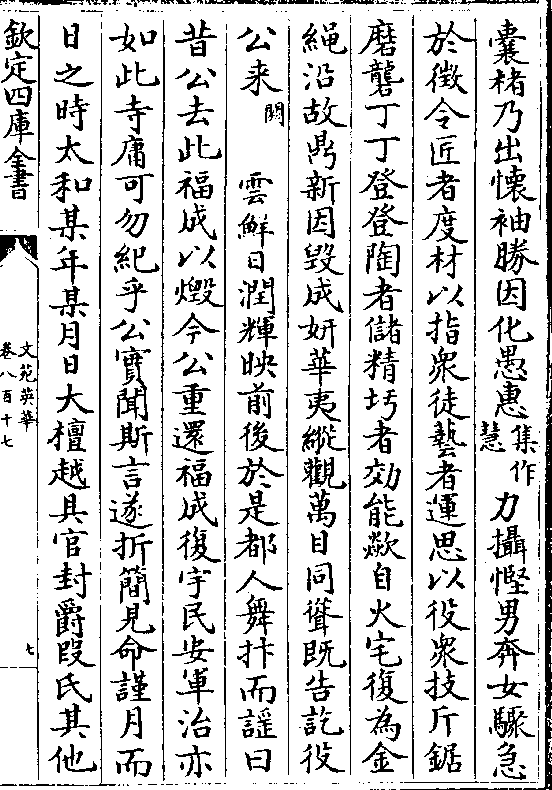 囊楮乃出懷袖勝因化愚惠集作慧力攝慳男奔女驟急
於徵令匠者度材以指衆徒藝者運思以役衆技斤鋸
磨礱丁丁登登陶者儲精圬者効能歘自火宅復為金
繩沿故鼎新因毀成妍華夷縱觀萬目同聳既告訖役
公来闕雲鮮日潤輝映前後於是都人舞抃而謡曰
昔公去此福成以燬今公重還福成復宇民安軍治亦
如此寺庸可勿紀乎公實聞斯言遂折簡見命謹月而
日之時太和某年某月日大檀越具官封爵段氏其他
欽定四庫全書
文苑英華
卷八百十七
七